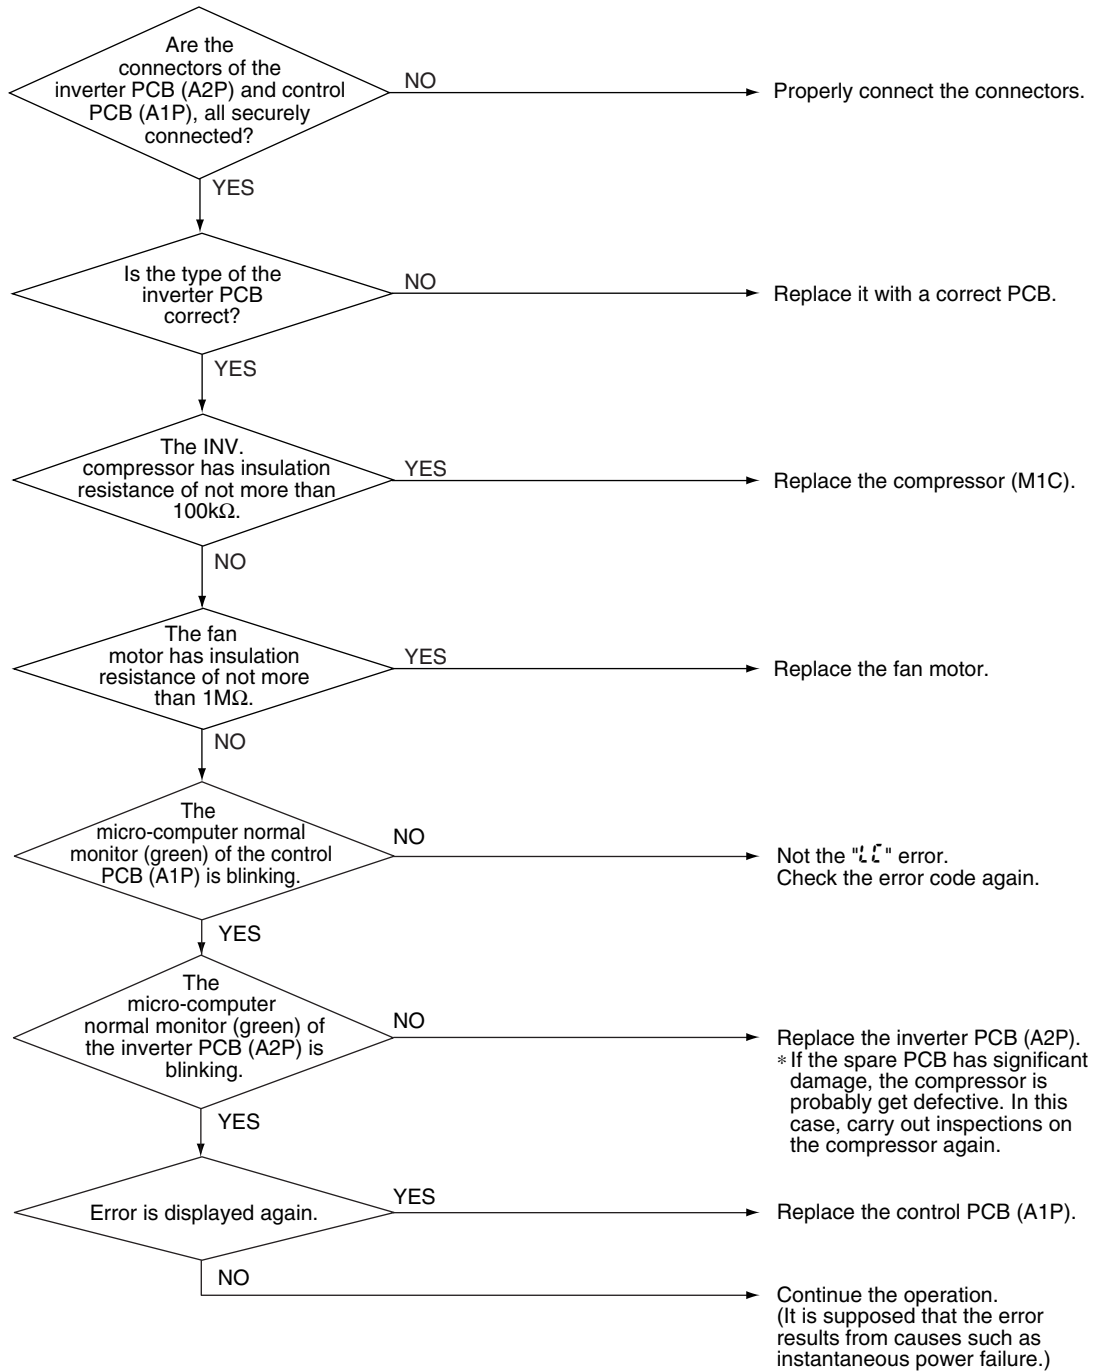 Are the
connectors of the
inverter PCB (A2P) and control
PCB (A1P), all securely
connected?
NO
Properly connect the connectors.
YES
Is the type of the
inverter PCB
correct?
NO
Replace it with a correct PCB.
YES
The INV.
compressor has insulation
resistance of not more than
100kΩ.
YES
Replace the compressor (M1C).
NO
The fan
motor has insulation
resistance of not more
than 1MΩ.
YES
Replace the fan motor.
NO
The
micro-computer normal
monitor (green) of the control
PCB (A1P) is blinking.
NO
Not the "LC" error.
Check the error code again.
YES
The
micro-computer
normal monitor (green) of
the inverter PCB (A2P) is
blinking.
NO
Replace the inverter PCB (A2P).
* If the spare PCB has significant
damage, the compressor is
probably get defective. In this
case, carry out inspections on
the compressor again.
YES
Error is displayed again.
YES
Replace the control PCB (A1P).
NO
Continue the operation.
(It is supposed that the error
results from causes such as
instantaneous power failure.)